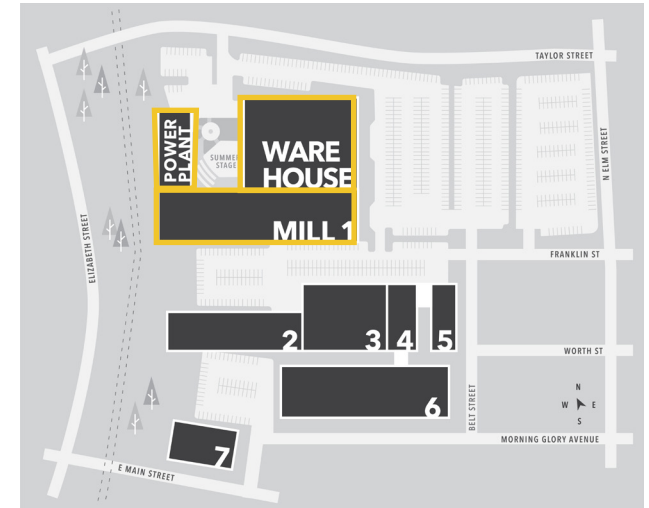 TAYLOR STREET
N ELM STREET
POWER
PLANT
SUMMER
STAGE
WARE
HOUSE
MILL 1
ELIZABETH STREET
FRANKLIN ST
2
3
4
5
WORTH ST
6
BELT STREET
N
W E
S
7
MORNING GLORY AVENUE
E MAIN STREET